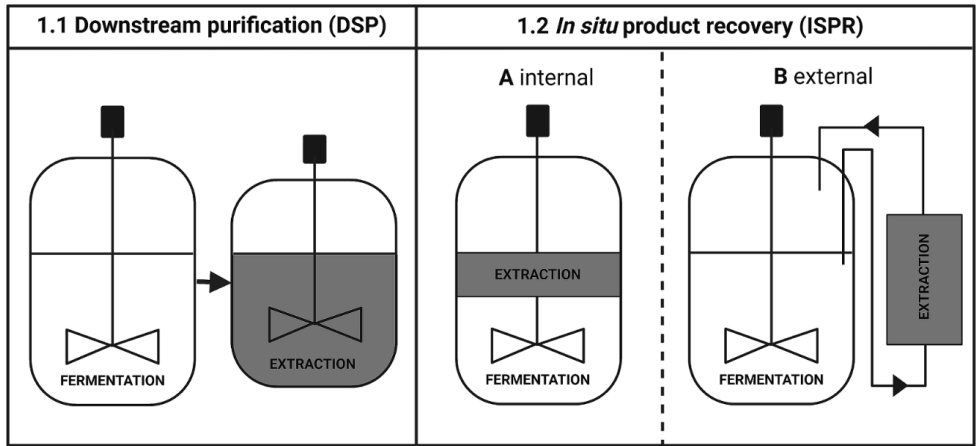 1.1 Downstream purification (DSP)
1.2 In situ product recovery (ISPR)
A internal
B external
FERMENTATION
EXTRACTION
EXTRACTION
FERMENTATION
FERMENTATION
EXTRACTION